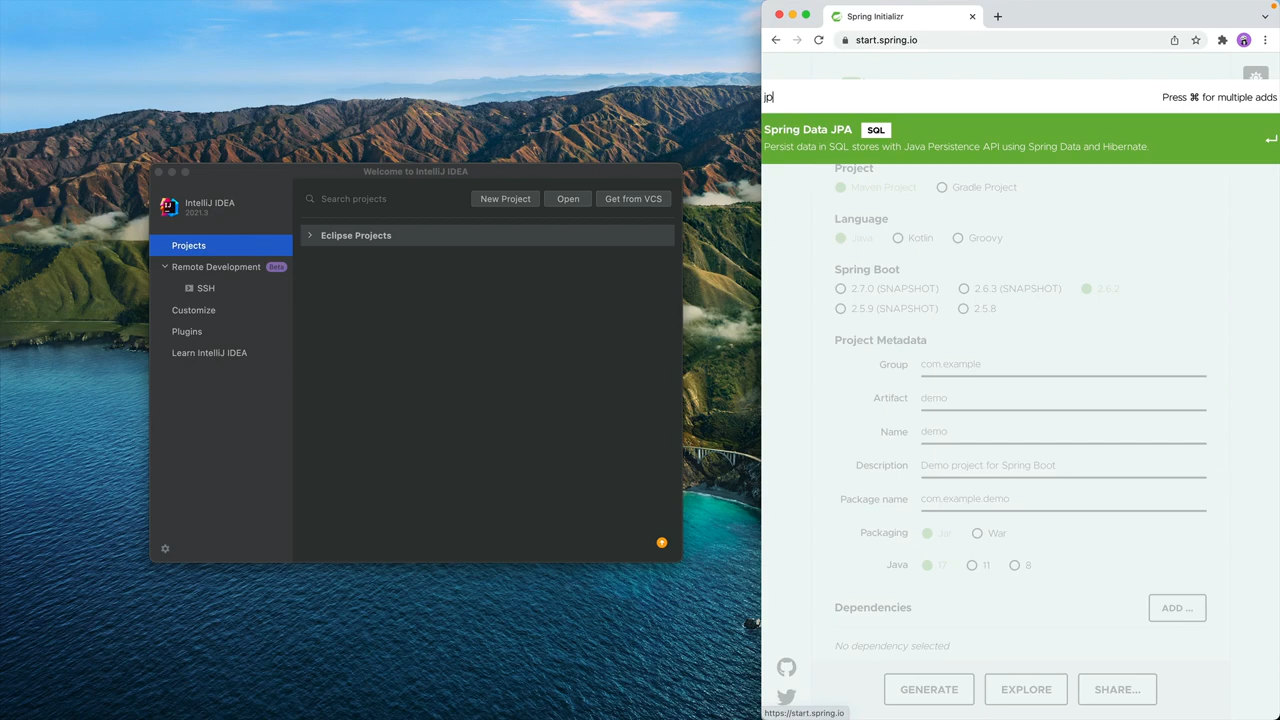 Welcome to IntelliJ IDEA
IntelliJ IDEA
2021.3
Search projects
New Project
Open
Get from VCS
Projects
Eclipse Projects
Remote Development
Beta
SSH
Customize
Plugins
Learn IntelliJ IDEA
Spring Initializr
start.spring.io
jp
Press ⌘ for multiple adds
Spring Data JPA SQL
Persist data in SQL stores with Java Persistence API using Spring Data and Hibernate.
Project
Maven Project Gradle Project
Language
Java Kotlin Groovy
Spring Boot
2.7.0 (SNAPSHOT) 2.6.3 (SNAPSHOT) 2.6.2
2.5.9 (SNAPSHOT) 2.5.8
Project Metadata
Group com.example
Artifact demo
Name demo
Description Demo project for Spring Boot
Package name com.example.demo
Packaging Jar War
Java 17 11 8
Dependencies ADD ...
No dependency selected
GENERATE EXPLORE SHARE...
https://start.spring.io